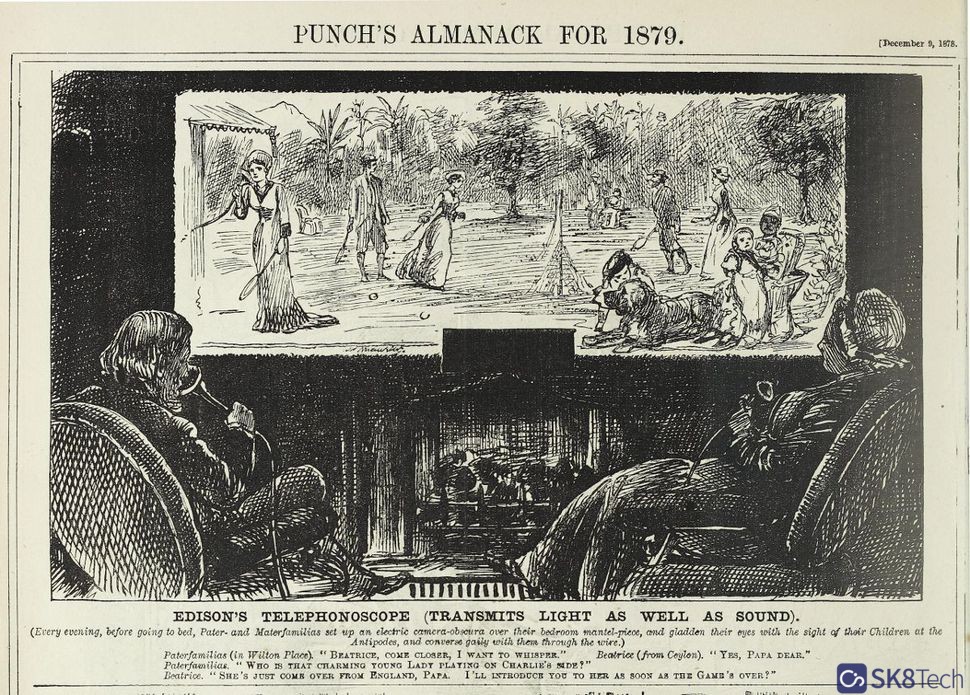 PUNCH'S ALMANACK FOR 1879.
[December 9, 1878.
EDISON'S TELEPHONOSCOPE (TRANSMITS LIGHT AS WELL AS SOUND).
(Every evening, before going to bed, Pater- and Materfamilias set up an electric camera-obscura over their bedroom mantel-piece, and gladden their eyes with the sight of their Children at the
Antipodes, and converse gaily with them through the wire.)
Paterfamilias (in Wilton Place). "BEATRICE, COME CLOSER, I WANT TO WHISPER." Beatrice (from Ceylon). "YES, PAPA DEAR."
Paterfamilias. "WHO IS THAT CHARMING YOUNG LADY PLAYING ON CHARLIE'S SIDE?"
Beatrice. "SHE'S JUST COME OVER FROM ENGLAND, PAPA. I'LL INTRODUCE YOU TO HER AS SOON AS THE GAME'S OVER?"
SK8Tech